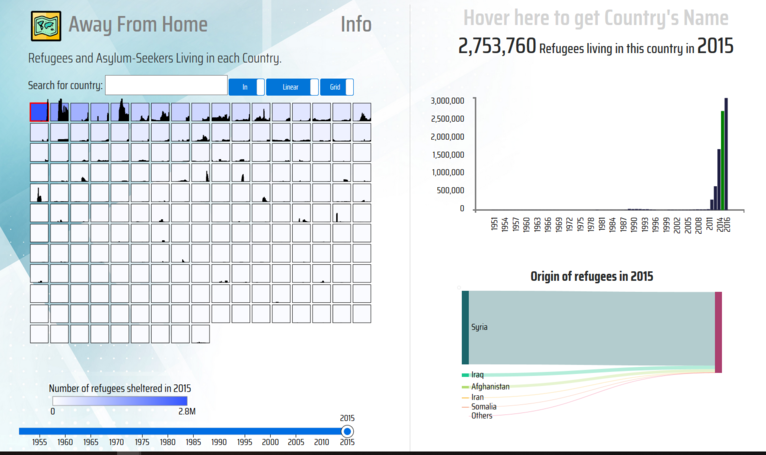 Away From Home
Info
Refugees and Asylum-Seekers Living in each Country.
Search for country:
In
Linear
Grid
Number of refugees sheltered in 2015
0
2.8M
2015
1955 1960 1965 1970 1975 1980 1985 1990 1995 2000 2005 2010 2015
Hover here to get Country's Name
2,753,760 Refugees living in this country in 2015
3,000,000
2,500,000
2,000,000
1,500,000
1,000,000
500,000
0
1951 1954 1957 1960 1963 1966 1969 1972 1975 1978 1981 1984 1987 1990 1993 1996 1999 2002 2005 2008 2011 2014 2016
Origin of refugees in 2015
Syria
Iraq
Afghanistan
Iran
Somalia
Others